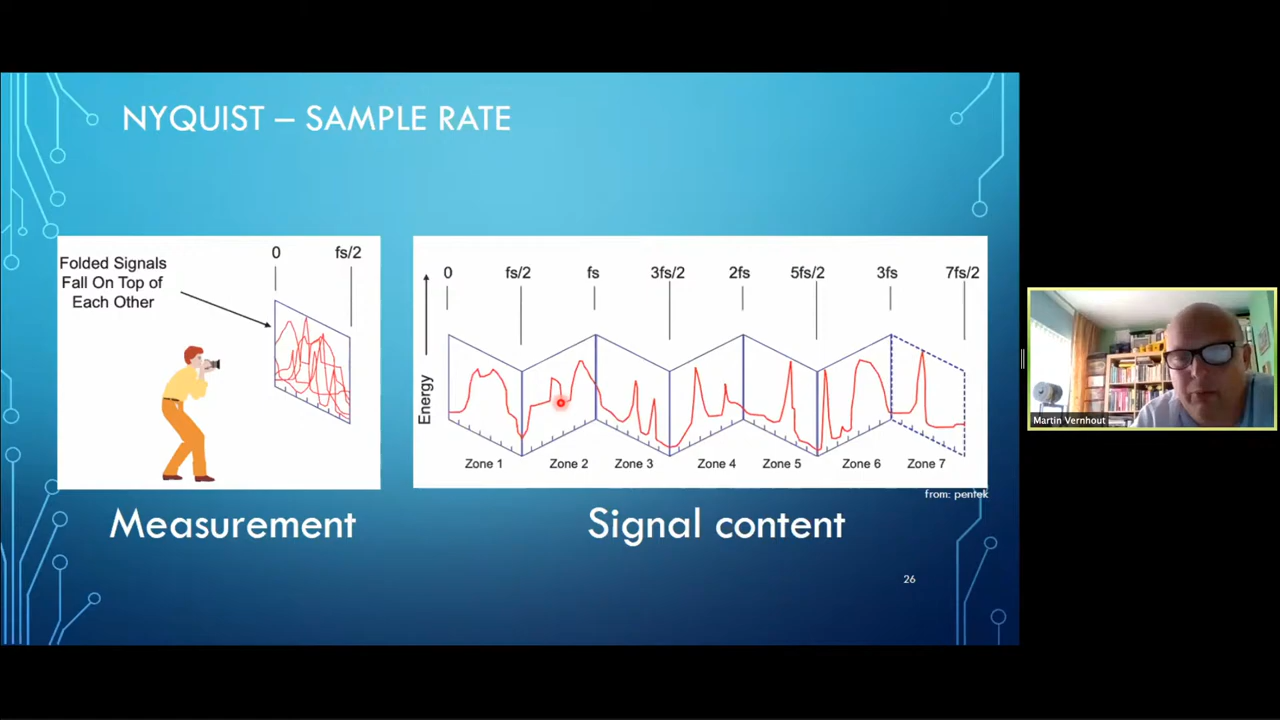 NYQUIST – SAMPLE RATE
Folded Signals
Fall On Top of
Each Other
0 fs/2
0 fs/2 fs 3fs/2 2fs 5fs/2 3fs 7fs/2
Energy
Zone 1 Zone 2 Zone 3 Zone 4 Zone 5 Zone 6 Zone 7
from: pentek
Measurement
Signal content
26
Martin Vernhout